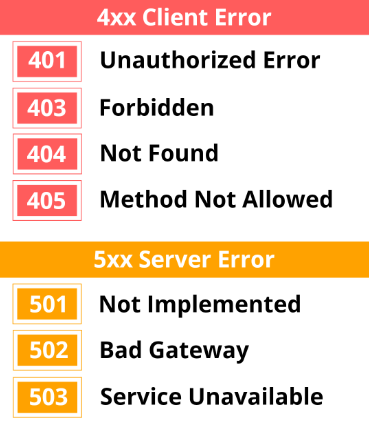 4xx Client Error
401 Unauthorized Error
403 Forbidden
404 Not Found
405 Method Not Allowed
5xx Server Error
501 Not Implemented
502 Bad Gateway
503 Service Unavailable